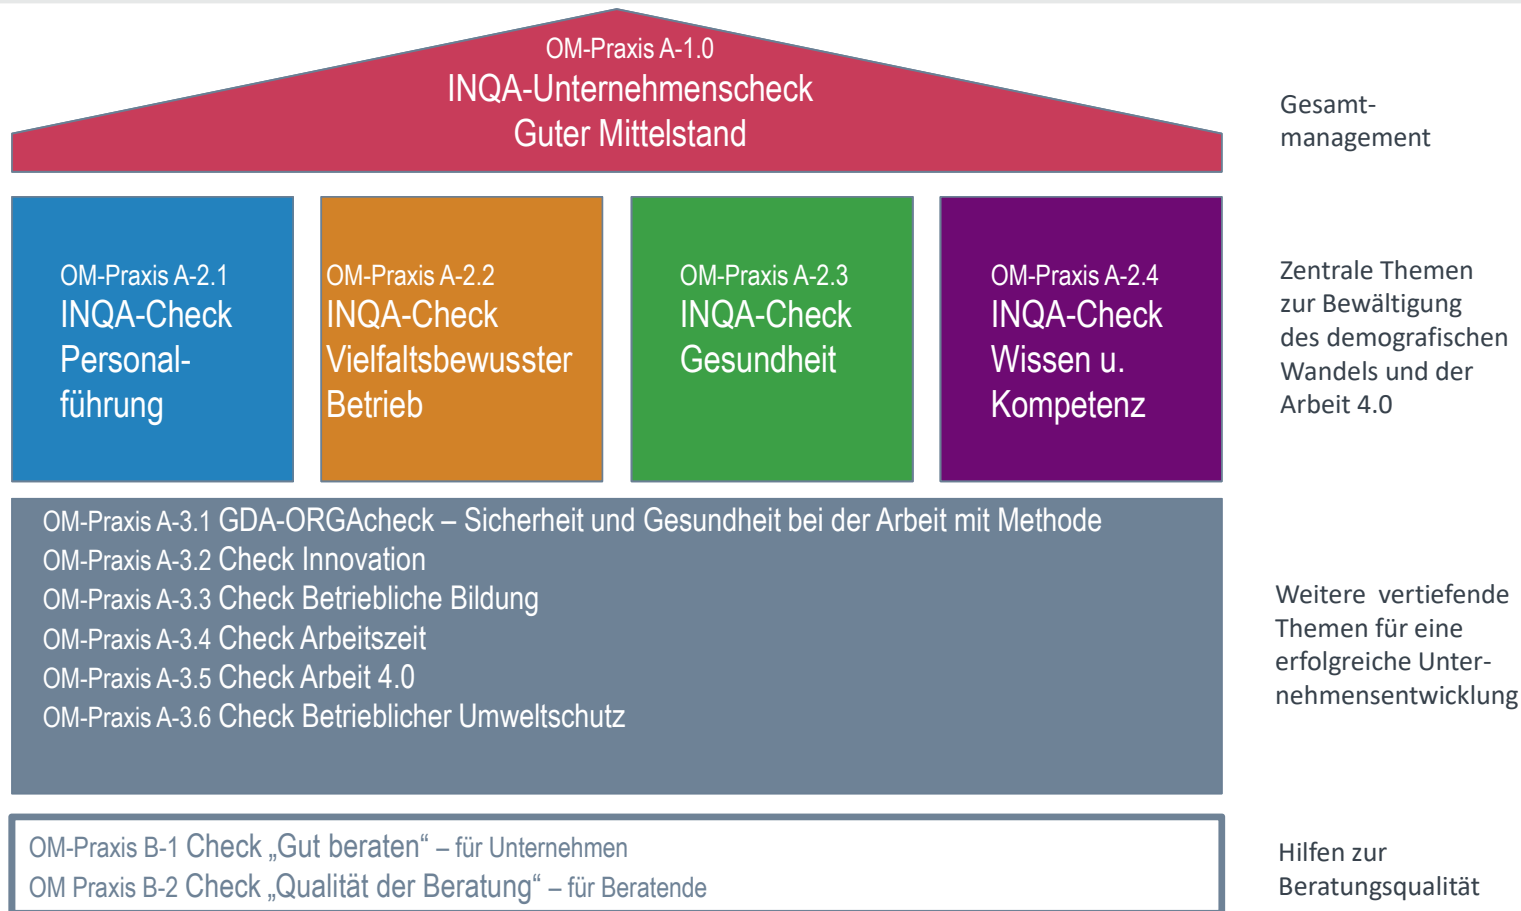 OM-Praxis A-1.0
INQA-Unternehmenscheck
Guter Mittelstand
Gesamt-
management
OM-Praxis A-2.1
INQA-Check
Personal-
führung
OM-Praxis A-2.2
INQA-Check
Vielfaltsbewusster
Betrieb
OM-Praxis A-2.3
INQA-Check
Gesundheit
OM-Praxis A-2.4
INQA-Check
Wissen u.
Kompetenz
Zentrale Themen
zur Bewältigung
des demografischen
Wandels und der
Arbeit 4.0
OM-Praxis A-3.1 GDA-ORGAcheck – Sicherheit und Gesundheit bei der Arbeit mit Methode
OM-Praxis A-3.2 Check Innovation
OM-Praxis A-3.3 Check Betriebliche Bildung
OM-Praxis A-3.4 Check Arbeitszeit
OM-Praxis A-3.5 Check Arbeit 4.0
OM-Praxis A-3.6 Check Betrieblicher Umweltschutz
Weitere vertiefende
Themen für eine
erfolgreiche Unter-
nehmensentwicklung
OM-Praxis B-1 Check „Gut beraten“ – für Unternehmen
OM Praxis B-2 Check „Qualität der Beratung“ – für Beratende
Hilfen zur
Beratungsqualität